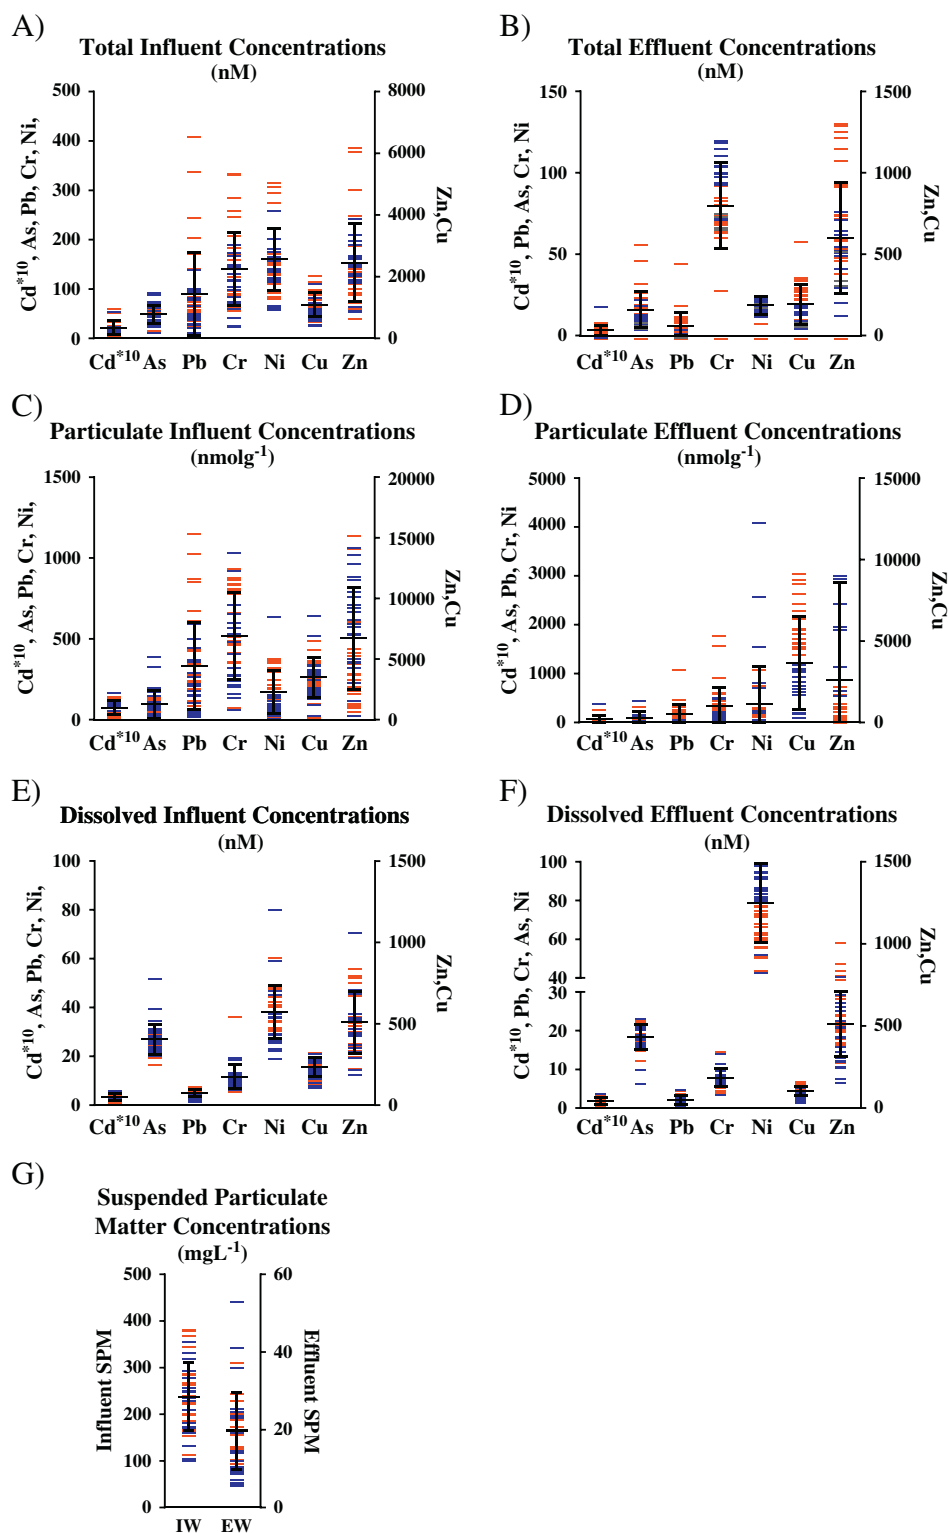 A)
Total Influent Concentrations
(nM)
Cd*10, As, Pb, Cr, Ni,
500
400
300
200
100
0
8000
6000
4000
2000
0
Zn,Cu
Cd*10 As Pb Cr Ni Cu Zn
B)
Total Effluent Concentrations
(nM)
Cd*10, Pb, As, Cr, Ni
150
100
50
0
1500
1000
500
0
Zn,Cu
Cd*10 As Pb Cr Ni Cu Zn
C)
Particulate Influent Concentrations
(nmolg-1)
Cd*10, As, Pb, Cr, Ni,
1500
1000
500
0
20000
15000
10000
5000
0
Zn,Cu
Cd*10 As Pb Cr Ni Cu Zn
D)
Particulate Effluent Concentrations
(nmolg-1)
Cd*10, As, Pb, Cr, Ni
5000
4000
3000
2000
1000
0
15000
10000
5000
0
Zn,Cu
Cd*10 As Pb Cr Ni Cu Zn
E)
Dissolved Influent Concentrations
(nM)
Cd*10, As, Pb, Cr, Ni,
100
80
60
40
20
0
1500
1000
500
0
Zn,Cu
Cd*10 As Pb Cr Ni Cu Zn
F)
Dissolved Effluent Concentrations
(nM)
Cd*10, Pb, Cr, As, Ni
100
80
60
40
30
20
10
0
1500
1000
500
0
Zn,Cu
Cd*10 As Pb Cr Ni Cu Zn
G)
Suspended Particulate
Matter Concentrations
(mgL-1)
Influent SPM
500
400
300
200
100
0
60
40
20
0
Effluent SPM
IW EW